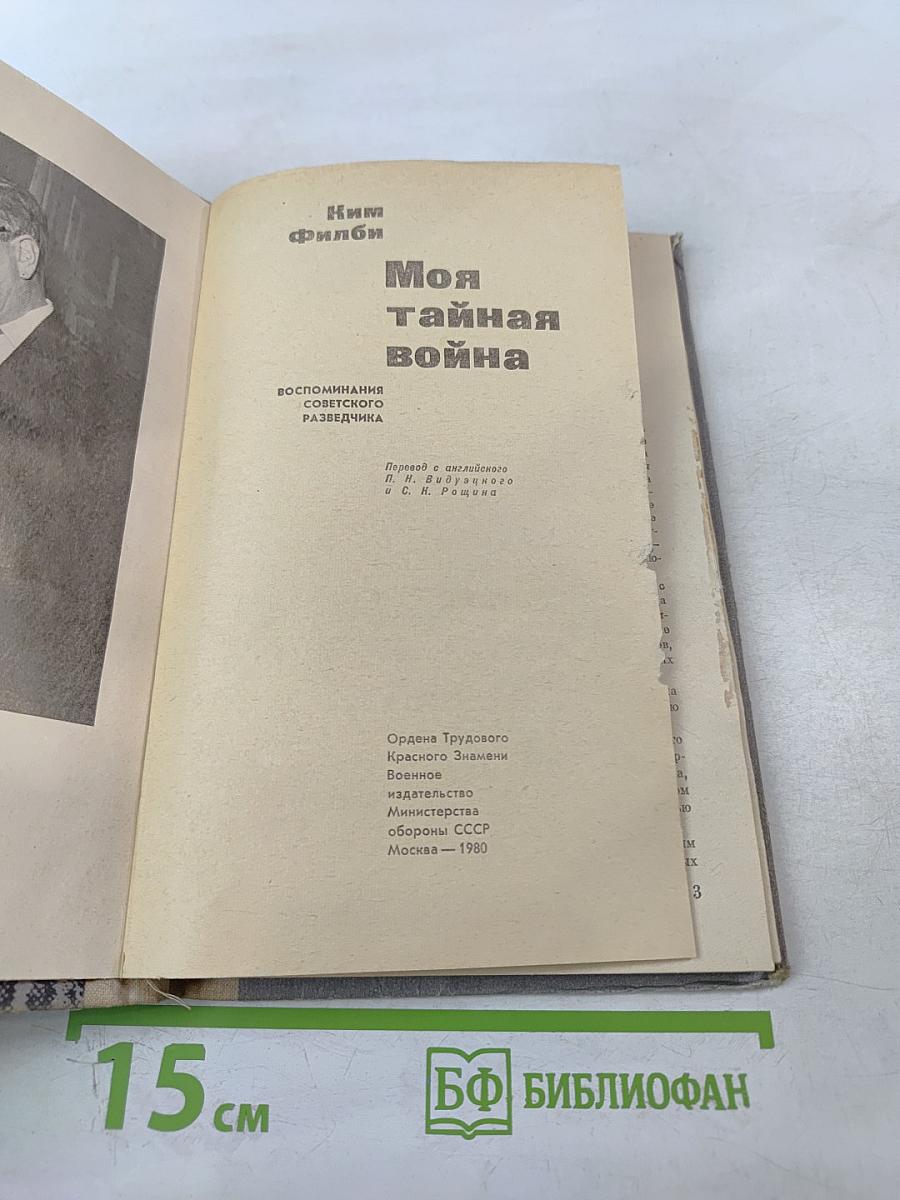 Ким
Филби
Моя
тайная
война
ВОСПОМИНАНИЯ
СОВЕТСКОГО
РАЗВЕДЧИКА
Перевод с английского
П. Н. Видуэцкого
и С. К. Рощина
Ордена Трудового
Красного Знамени
Военное
издательство
Министерства
обороны СССР
Москва — 1980
3
15 см
БФ БИБЛИОФАН